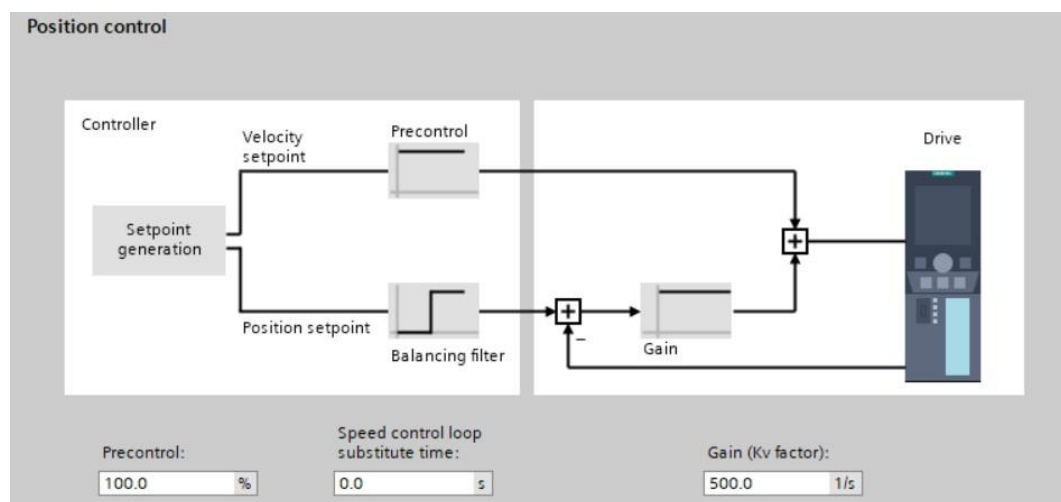 Position control
Controller
Velocity
setpoint
Precontrol
Drive
Setpoint
generation
Position setpoint
Balancing filter
Gain
Precontrol:
Speed control loop
substitute time:
Gain (Kv factor):
100.0 %
0.0 s
500.0 1/s